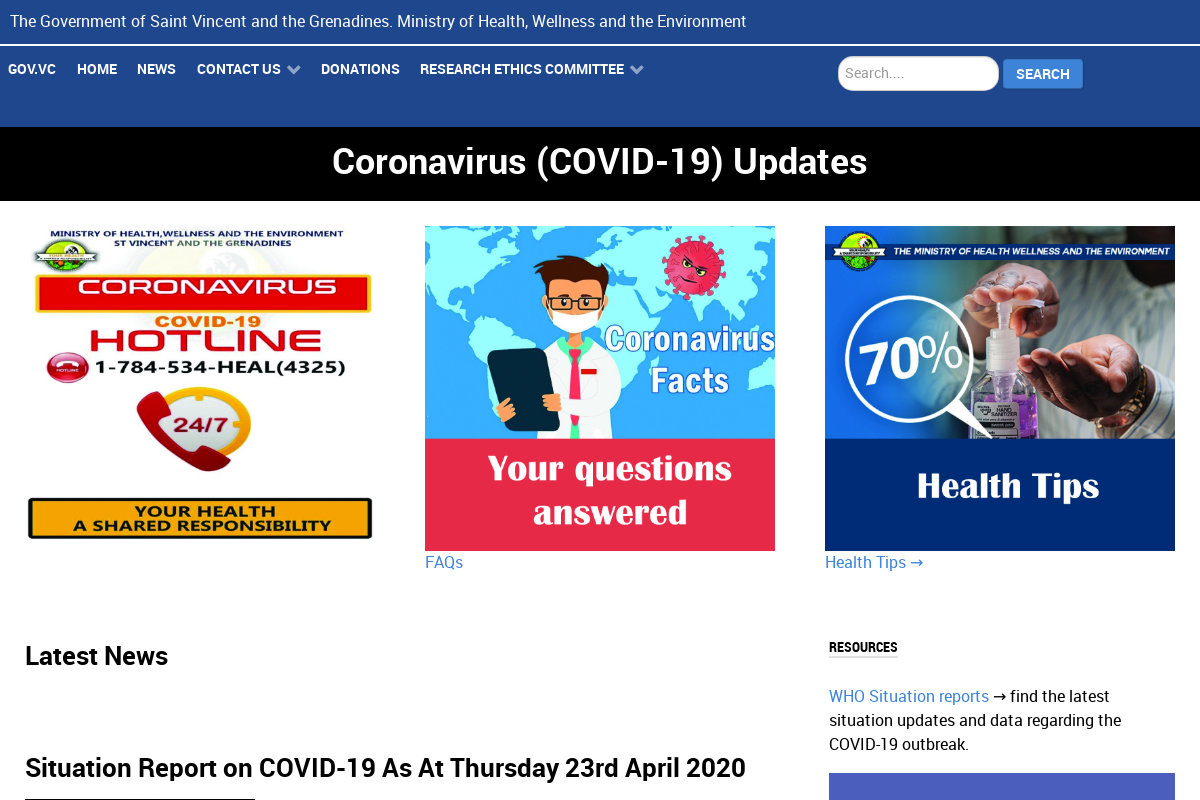 The Government of Saint Vincent and the Grenadines. Ministry of Health, Wellness and the Environment
GOV.VC HOME NEWS CONTACT US DONATIONS RESEARCH ETHICS COMMITTEE
Search.... SEARCH
Coronavirus (COVID-19) Updates
MINISTRY OF HEALTH,WELLNESS AND THE ENVIRONMENT
ST VINCENT AND THE GRENADINES
CORONAVIRUS
COVID-19
HOTLINE
HOTLINE
1-784-534-HEAL(4325)
24/7
YOUR HEALTH
A SHARED RESPONSIBILITY
Coronavirus
Facts
Your questions
answered
FAQs
THE MINISTRY OF HEALTH WELLNESS AND THE ENVIRONMENT
70%
HAND
SANITIZER
Health Tips
Health Tips →
Latest News
Situation Report on COVID-19 As At Thursday 23rd April 2020
RESOURCES
WHO Situation reports → find the latest
situation updates and data regarding the
COVID-19 outbreak.